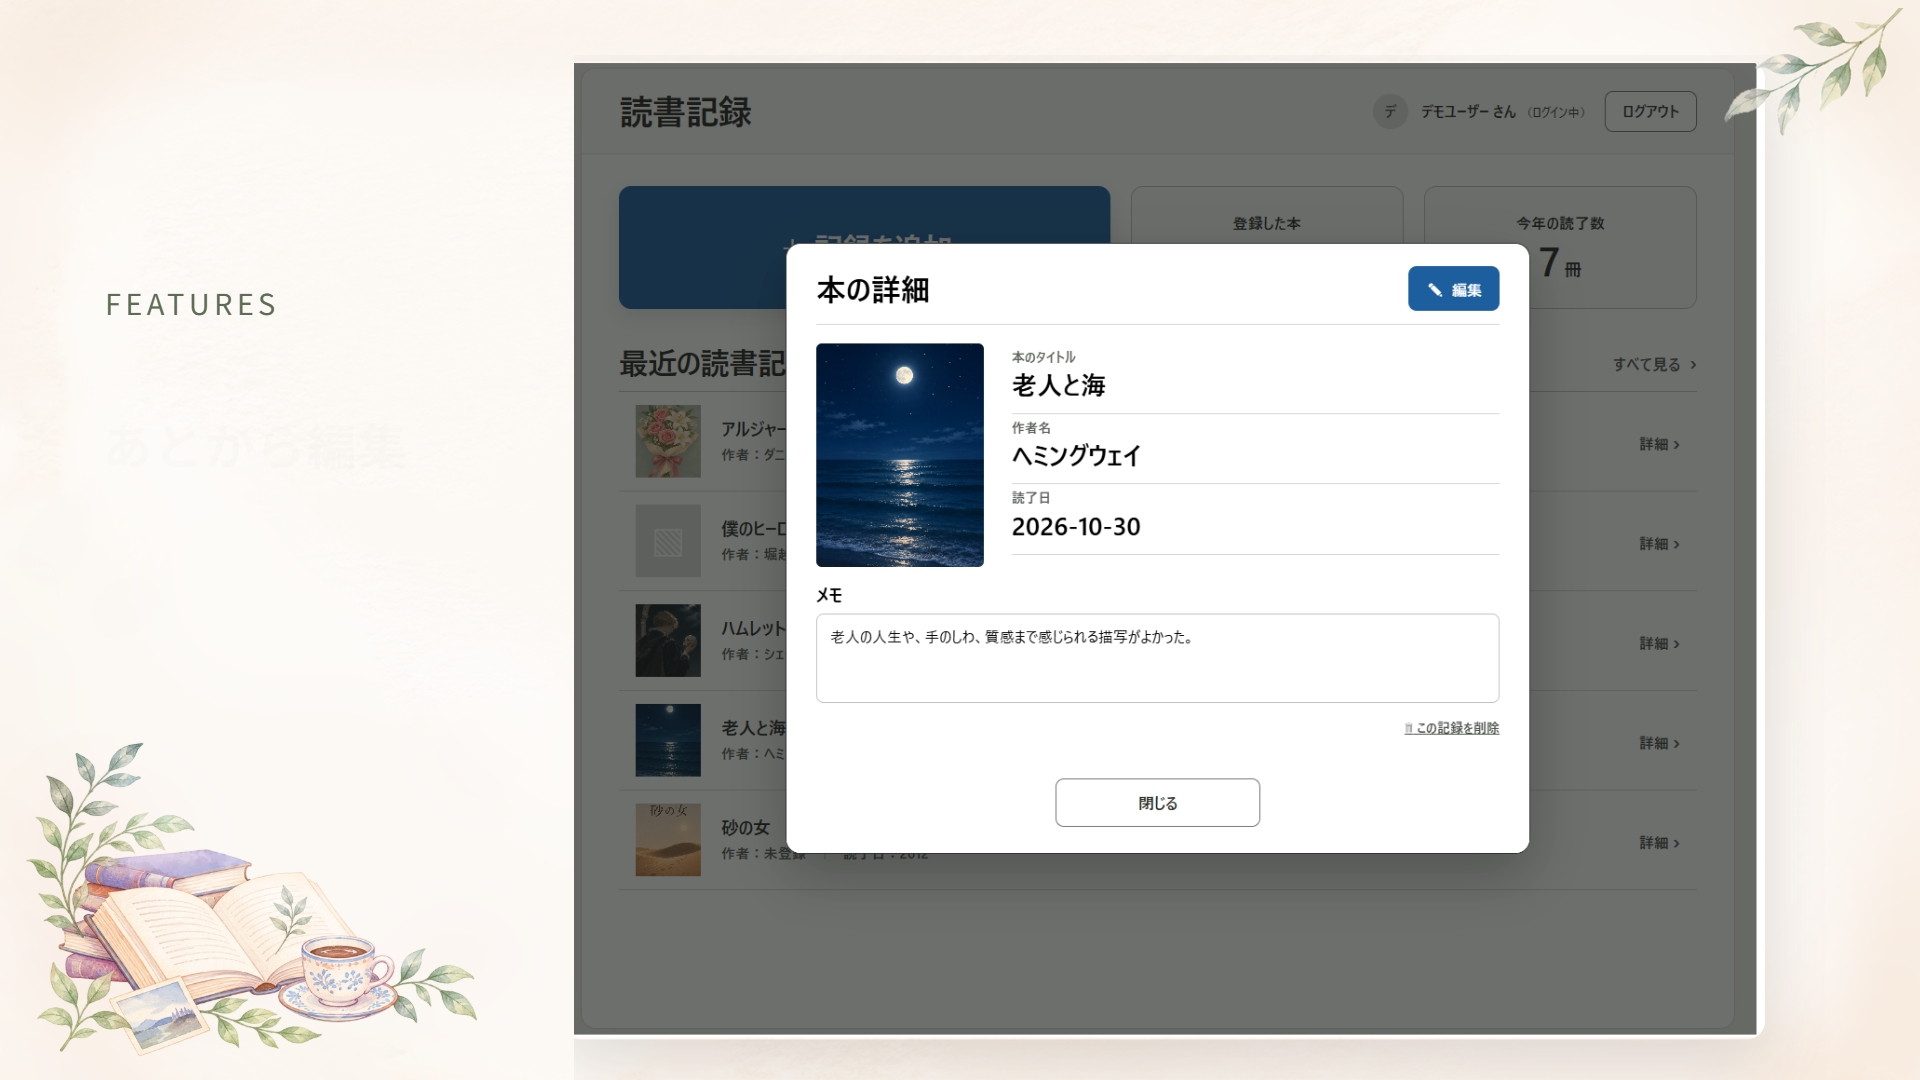 FEATURES
あとから編集
読書記録
デ
デモユーザー さん (ログイン中)
ログアウト
登録した本
今年の読了数
7 冊
最近の読書記
すべて見る ›
アルジャー
作者：ダニ
詳細 ›
僕のヒーロ
作者：堀越
詳細 ›
ハムレット
作者：シェ
詳細 ›
老人と海
作者：ヘミ
詳細 ›
砂の女
砂の女
作者：未登録
詳細 ›
本の詳細
編集
本のタイトル
老人と海
作者名
ヘミングウェイ
読了日
2026-10-30
メモ
老人の人生や、手のしわ、質感まで感じられる描写がよかった。
この記録を削除
閉じる